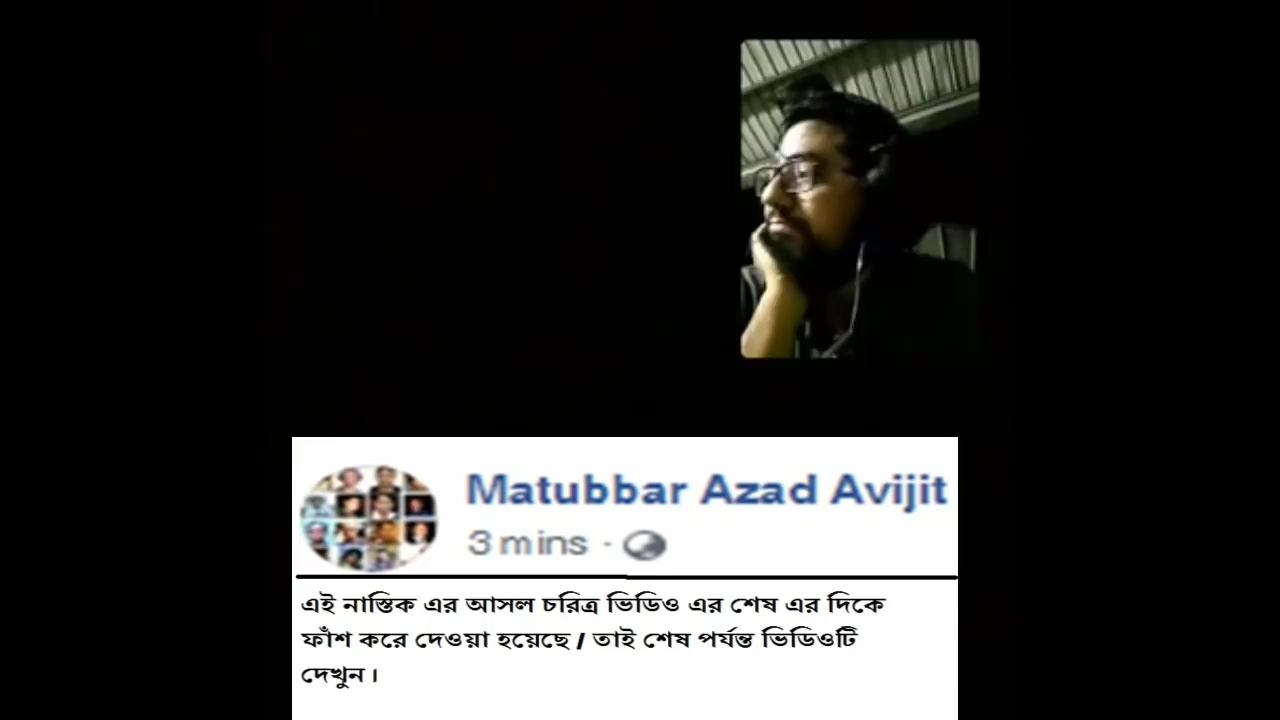 Matubbar Azad Avijit
3 mins ·
এই নাস্তিক এর আসল চরিত্র ভিডিও এর শেষ এর দিকে
ফাঁশ করে দেওয়া হয়েছে / তাই শেষ পর্যন্ত ভিডিওটি
দেখুন।